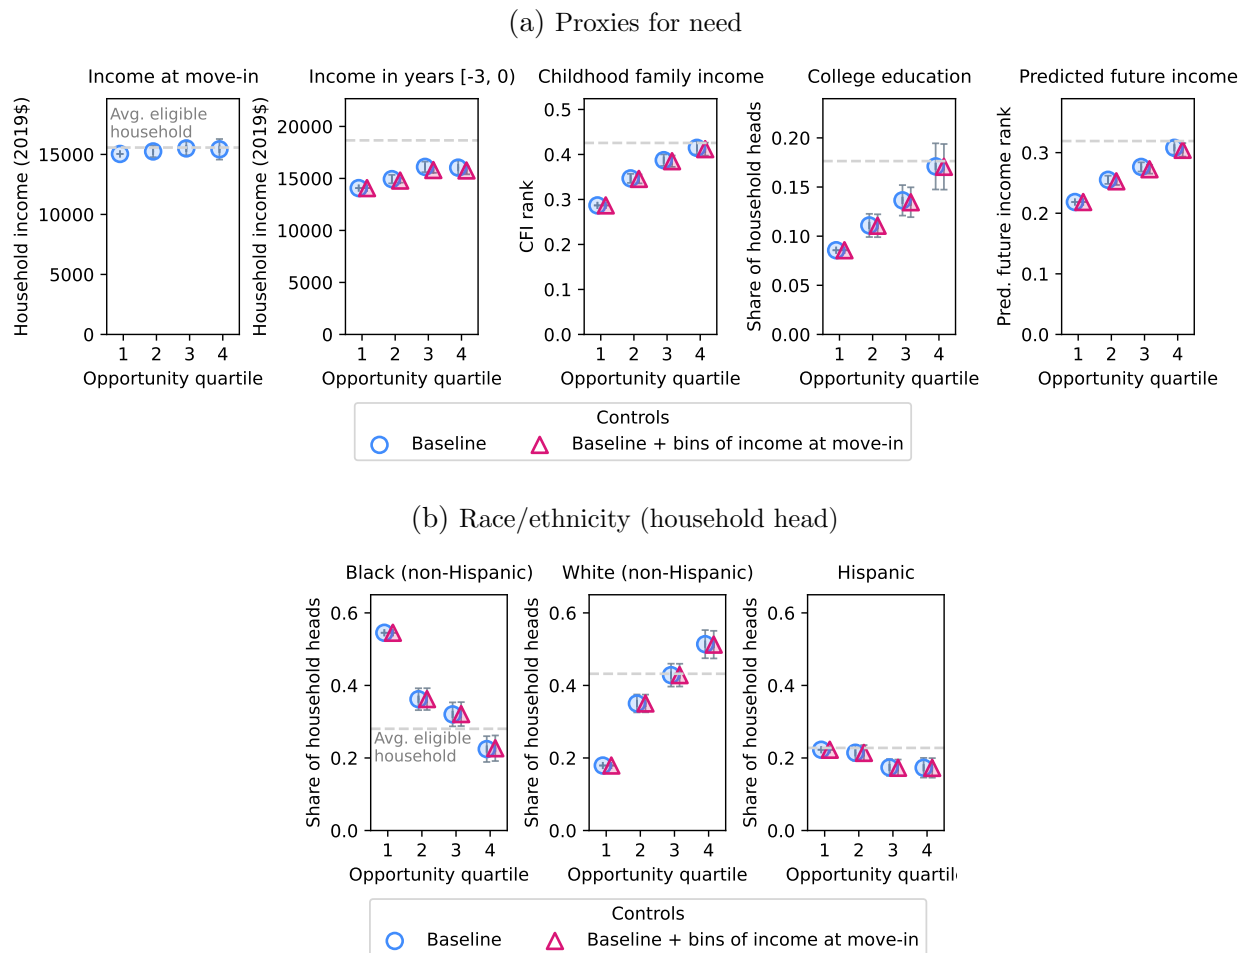 (a) Proxies for need
Income at move-in
Income in years [-3, 0)
Childhood family income
College education
Predicted future income
Household income (2019$)
15000
10000
5000
0
Avg. eligible
household
1 2 3 4
Opportunity quartile
Household income (2019$)
20000
15000
10000
5000
0
1 2 3 4
Opportunity quartile
CFI rank
0.5
0.4
0.3
0.2
0.1
0.0
1 2 3 4
Opportunity quartile
Share of household heads
0.20
0.15
0.10
0.05
0.00
1 2 3 4
Opportunity quartile
Pred. future income rank
0.3
0.2
0.1
0.0
1 2 3 4
Opportunity quartile
Controls
Baseline
Baseline + bins of income at move-in
(b) Race/ethnicity (household head)
Black (non-Hispanic)
White (non-Hispanic)
Hispanic
Share of household heads
0.6
0.4
0.2
0.0
Avg. eligible
household
1 2 3 4
Opportunity quartile
Share of household heads
0.6
0.4
0.2
0.0
1 2 3 4
Opportunity quartile
Share of household heads
0.6
0.4
0.2
0.0
1 2 3 4
Opportunity quartil
Controls
Baseline
Baseline + bins of income at move-in